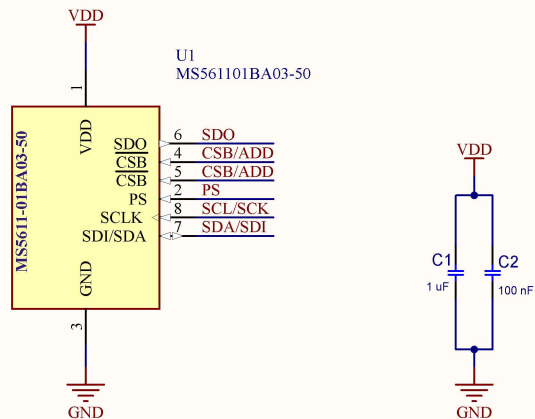 VDD
U1
MS561101BA03-50
1
MS5611-01BA03-50
VDD
SDO 6 SDO
CSB 4 CSB/ADD
CSB 5 CSB/ADD
PS 2 PS
SCLK 8 SCL/SCK
SDI/SDA 7 SDA/SDI
GND
3
GND
VDD
C1
1 uF
C2
100 nF
GND